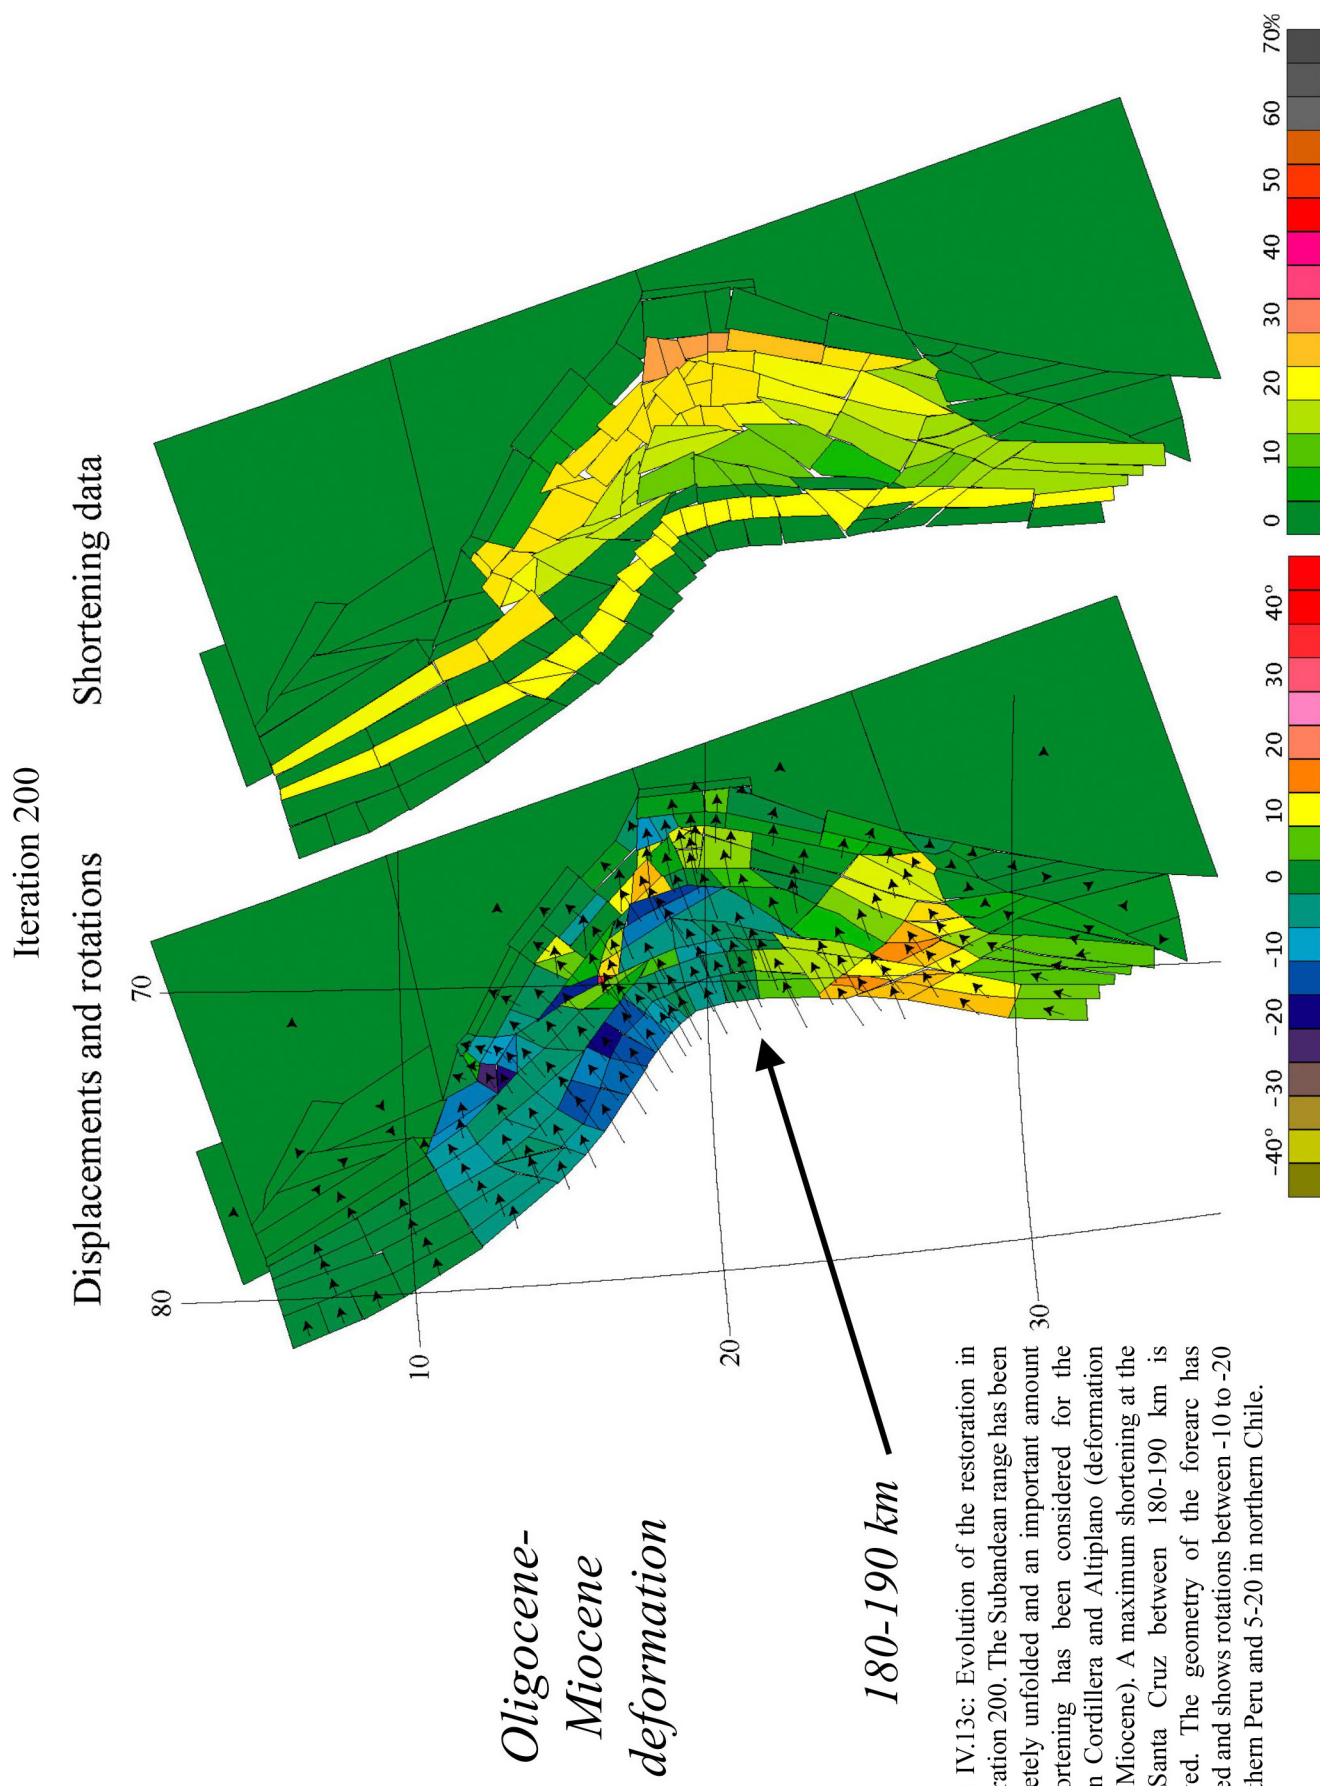 Iteration 200
Displacements and rotations
Shortening data
80
70
10
20
30
Oligocene-
Miocene
deformation
180-190 km
IV.13c: Evolution of the restoration in
ration 200. The Subandean range has been
etely unfolded and an important amount
ortening has been considered for the
n Cordillera and Altiplano (deformation
Miocene). A maximum shortening at the
Santa Cruz between 180-190 km is
red. The geometry of the forearc has
ed and shows rotations between -10 to -20
hern Peru and 5-20 in northern Chile.
-40° -30 -20 -10 0 10 20 30 40°
0 10 20 30 40 50 60 70%